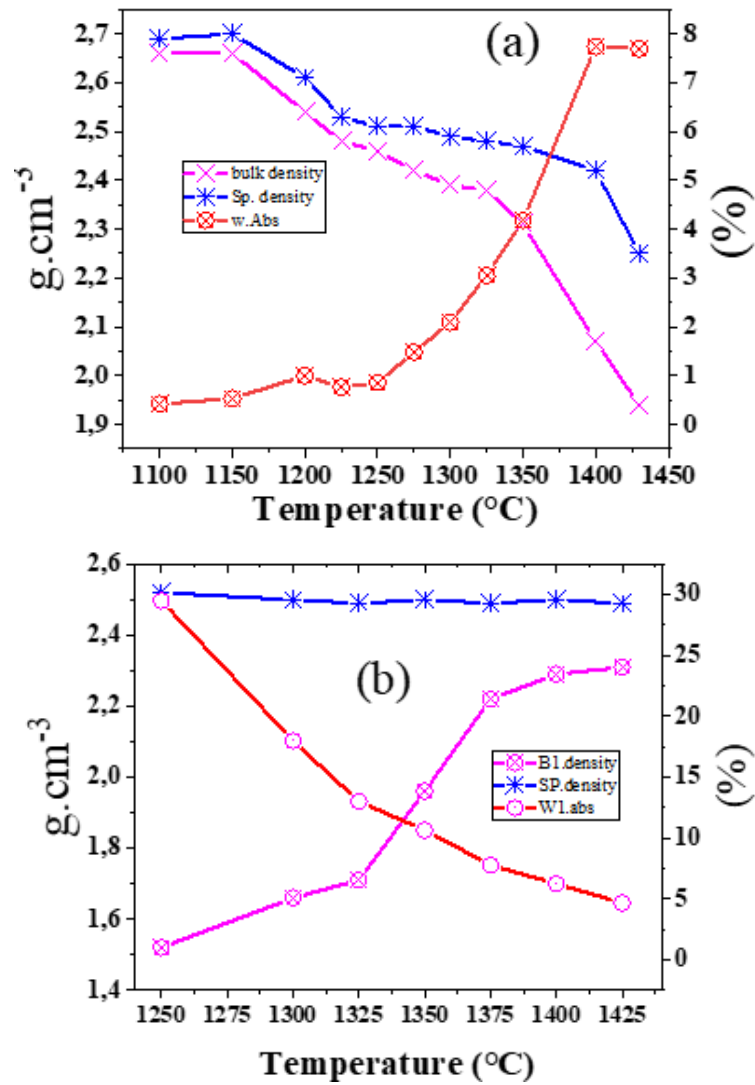 (a)
2,7
2,6
2,5
2,4
2,3
2,2
2,1
2,0
1,9
g.cm-3
bulk density
Sp. density
w.Abs
8
7
6
5
4
3
2
1
0
(%)
1100 1150 1200 1250 1300 1350 1400 1450
Temperature (°C)
(b)
2,6
2,4
2,2
2,0
1,8
1,6
1,4
g.cm-3
B1.density
SP.density
W1.abs
30
25
20
15
10
5
0
(%)
1250 1275 1300 1325 1350 1375 1400 1425
Temperature (°C)